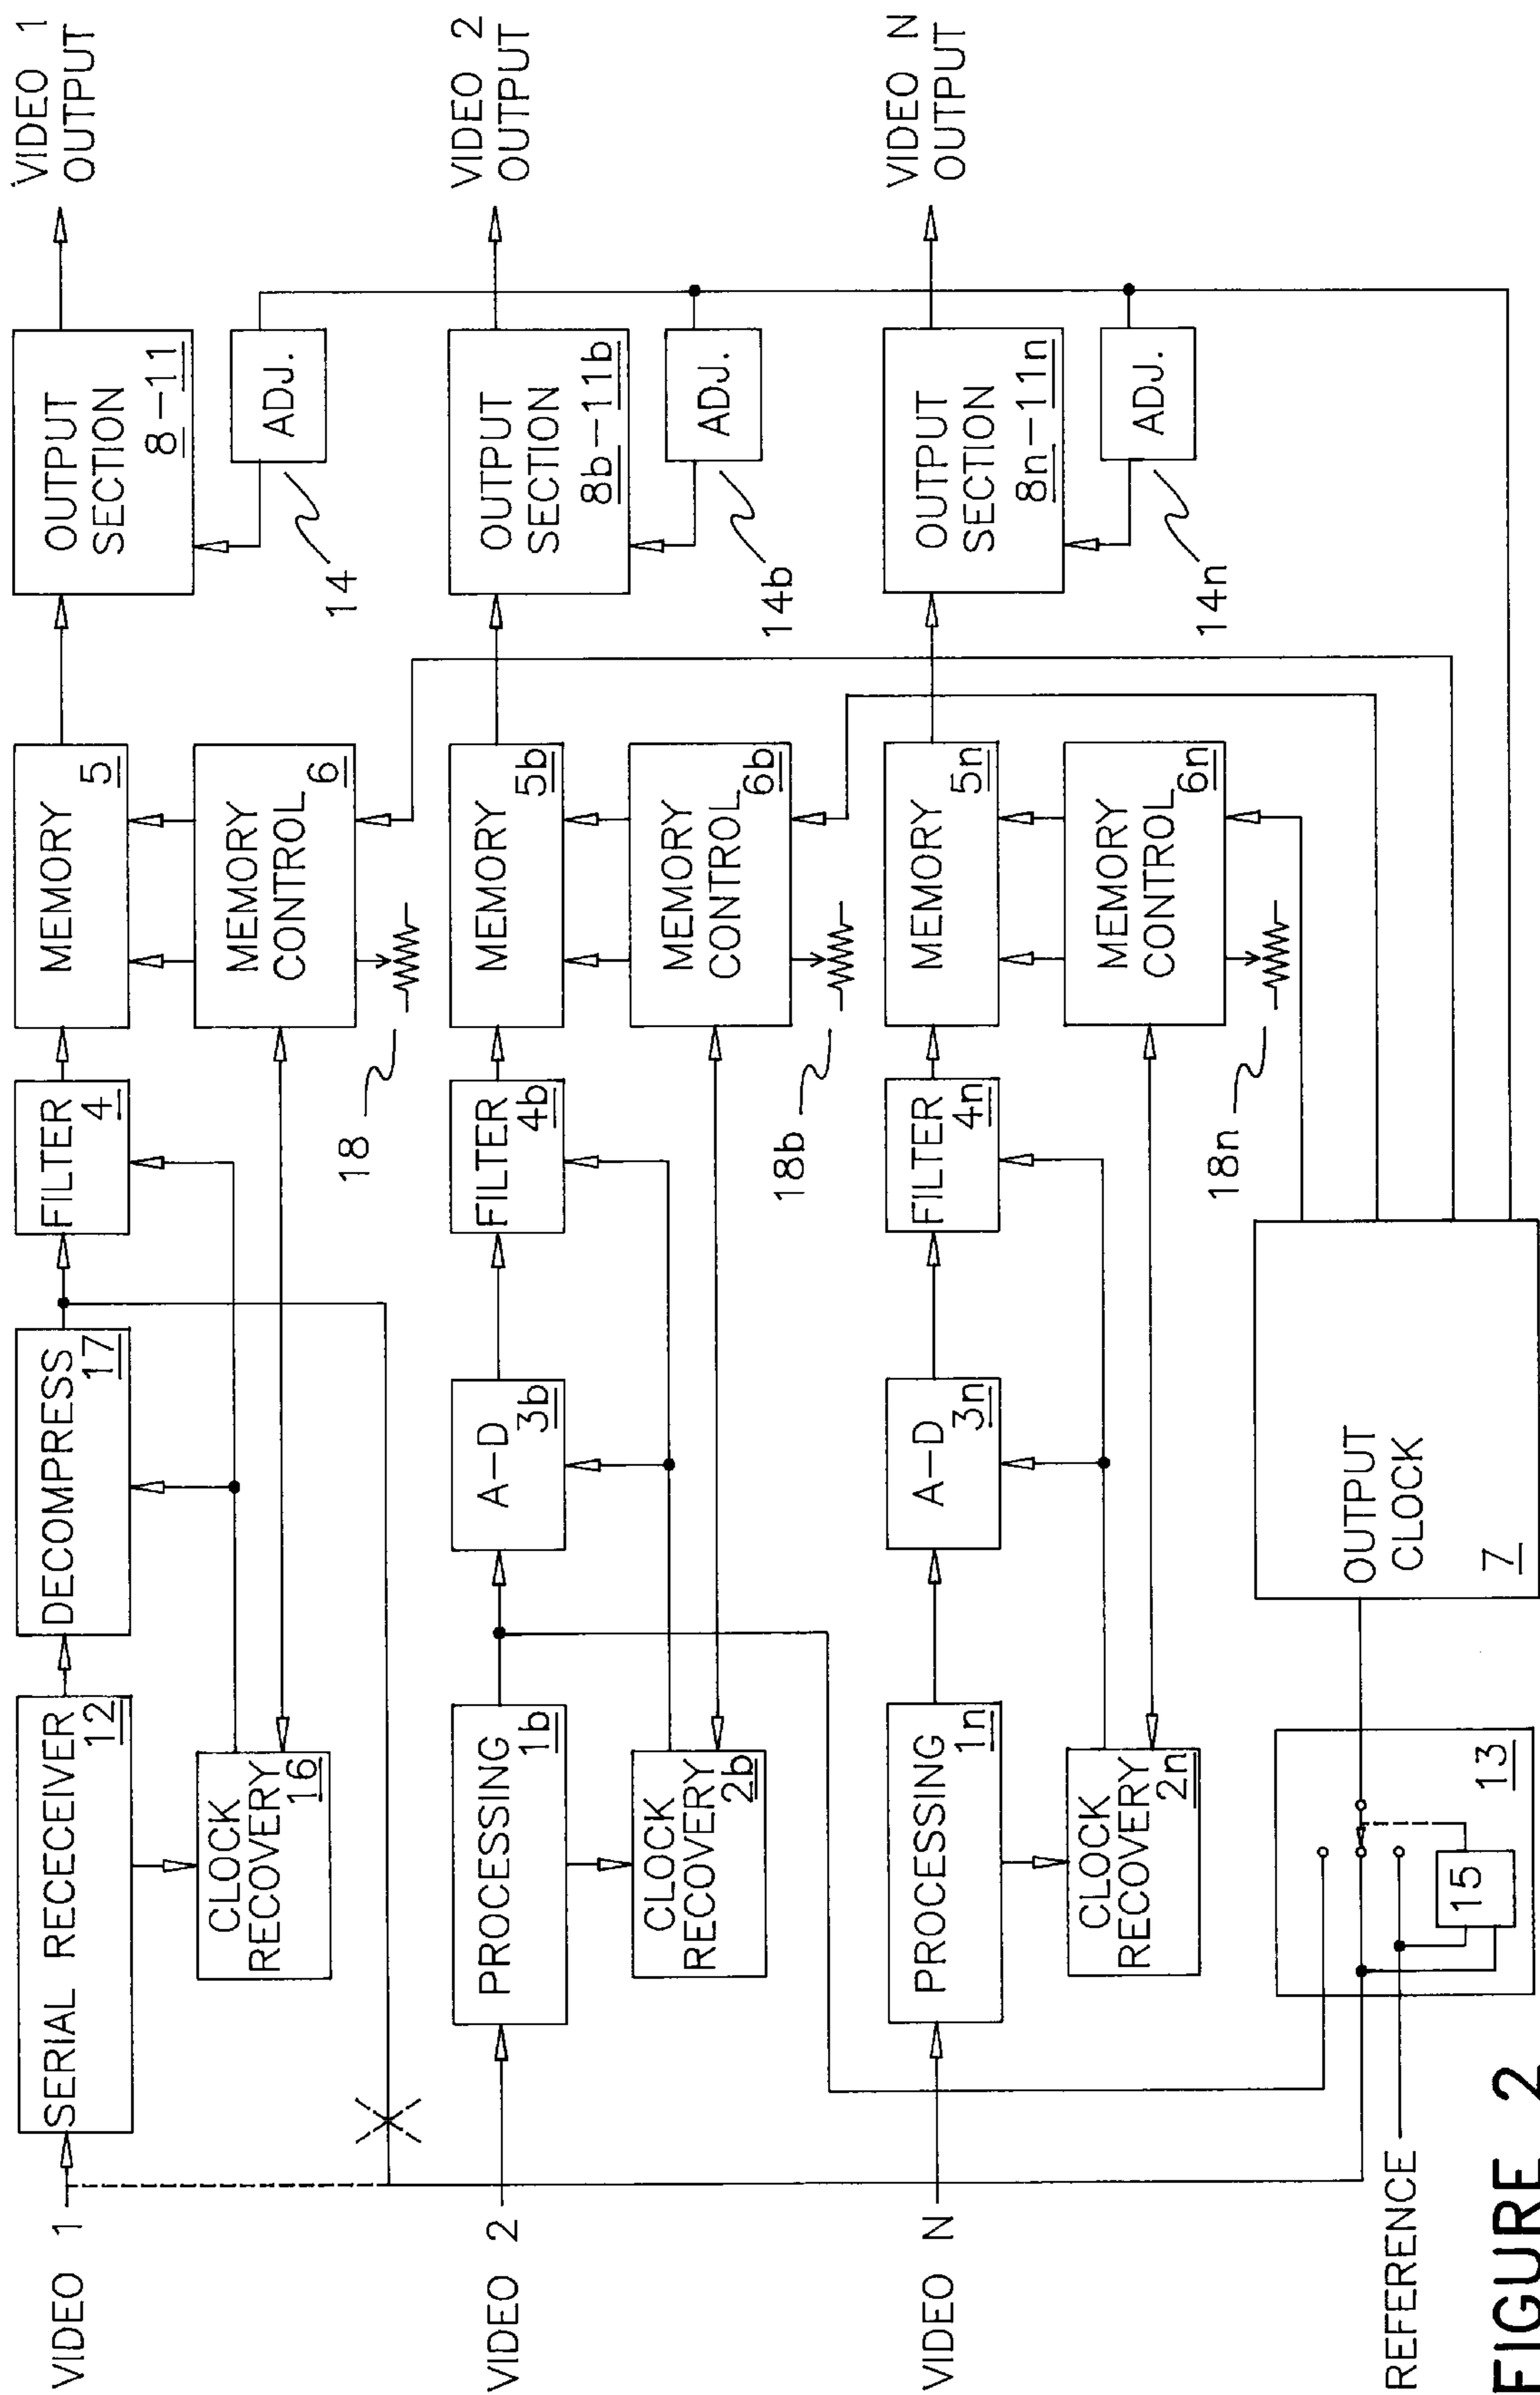 VIDEO 1
SERIAL RECEIVER
12
DECOMPRESS
17
FILTER
4
MEMORY
5
OUTPUT
SECTION
8-11
VIDEO 1
OUTPUT
CLOCK
RECOVERY
16
MEMORY
CONTROL
6
18
ADJ.
14
VIDEO 2
PROCESSING
1b
A-D
3b
FILTER
4b
MEMORY
5b
OUTPUT
SECTION
8b-11b
VIDEO 2
OUTPUT
CLOCK
RECOVERY
2b
MEMORY
CONTROL
6b
18b
ADJ.
14b
VIDEO N
PROCESSING
1n
A-D
3n
FILTER
4n
MEMORY
5n
OUTPUT
SECTION
8n-11n
VIDEO N
OUTPUT
CLOCK
RECOVERY
2n
MEMORY
CONTROL
6n
18n
ADJ.
14n
REFERENCE
15
13
OUTPUT
CLOCK
7
FIGURE 2